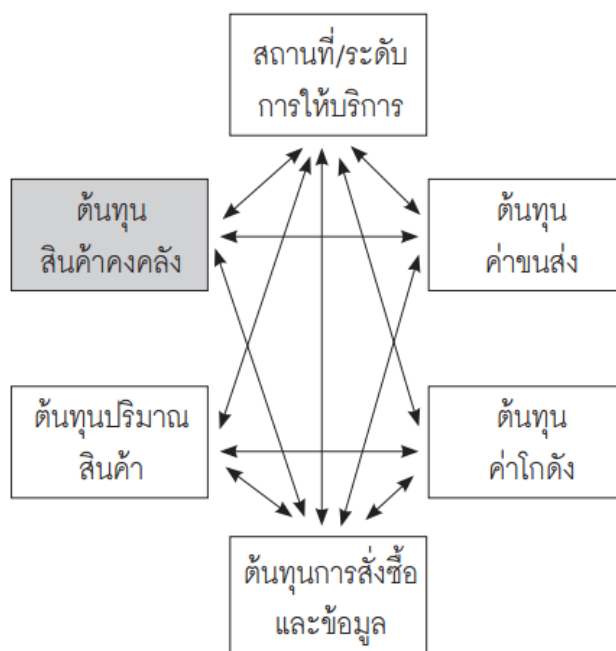 สถานที่/ระดับ
การให้บริการ
ต้นทุน
สินค้าคงคลัง
ต้นทุน
ค่าขนส่ง
ต้นทุนปริมาณ
สินค้า
ต้นทุน
ค่าโกดัง
ต้นทุนการสั่งซื้อ
และข้อมูล